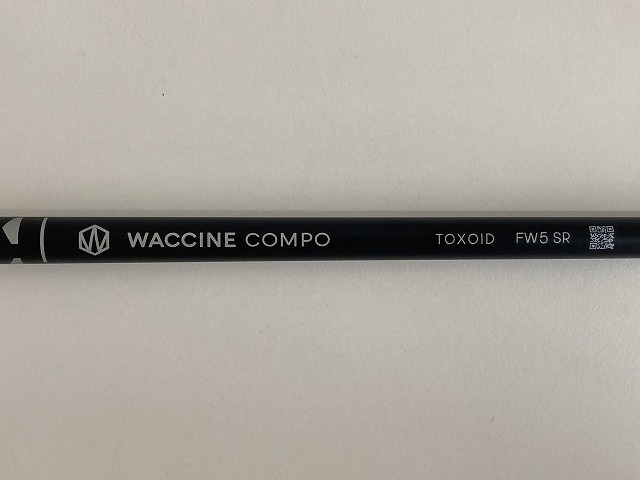 W WACCINE COMPO TOXOID FW5 SR